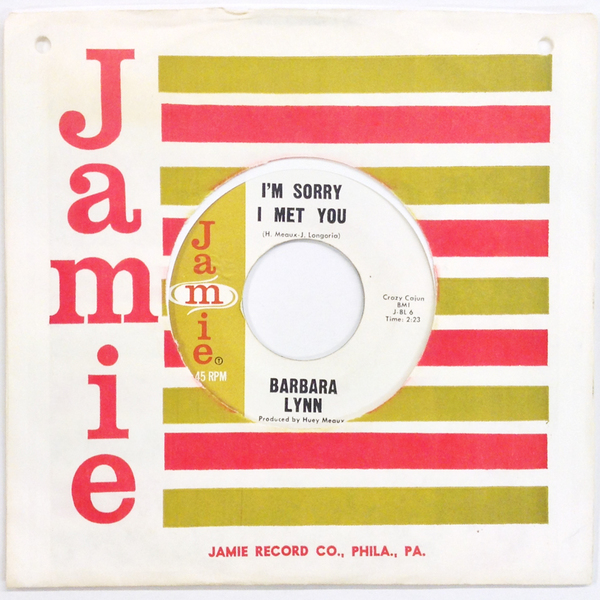 Jamie
I'M SORRY
I MET YOU
(H. Meaux-J. Longoria)
Jamie
T
45 RPM
Crazy Cajun
BMI
J-BL 6
Time: 2:23
BARBARA
LYNN
Produced by Huey Meaux
JAMIE RECORD CO., PHILA., PA.